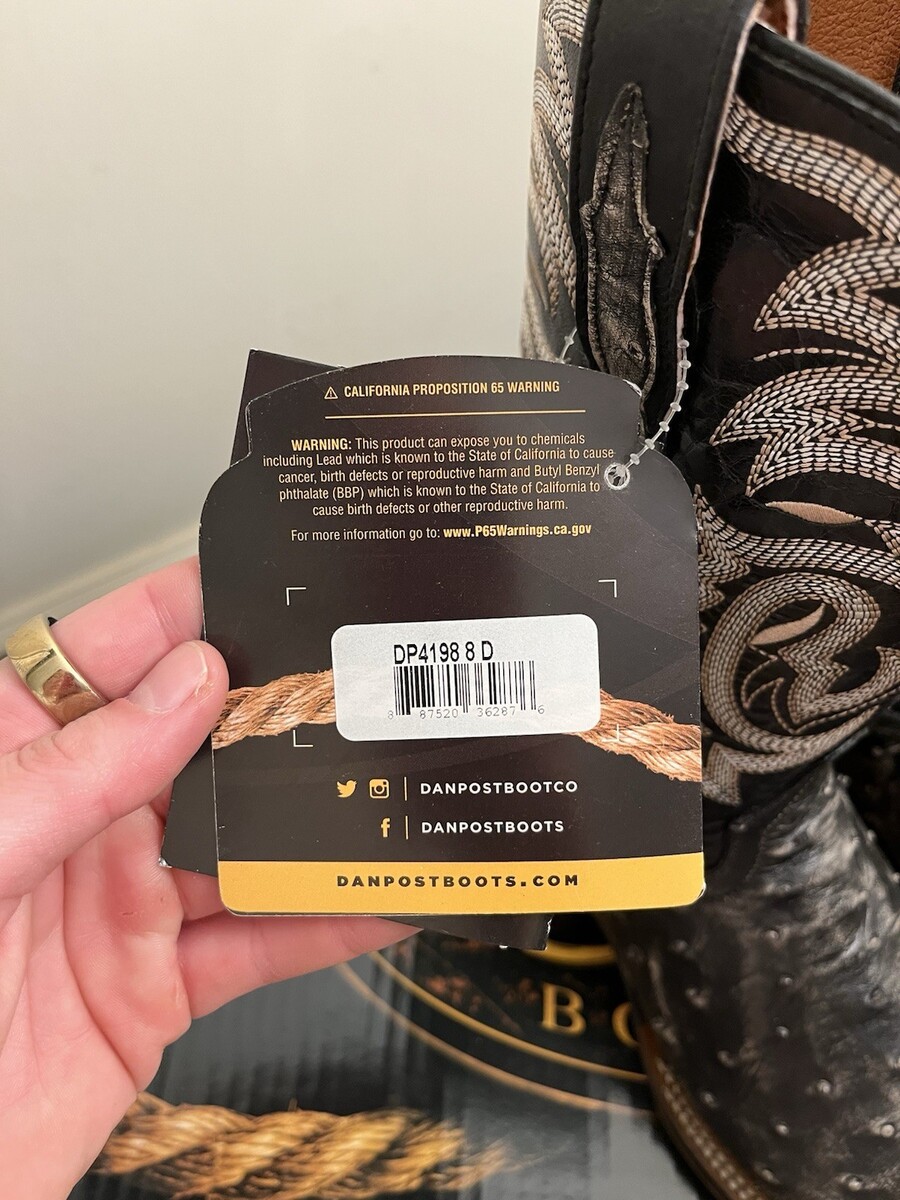 ⚠ CALIFORNIA PROPOSITION 65 WARNING
WARNING: This product can expose you to chemicals
including Lead which is known to the State of California to cause
cancer, birth defects or reproductive harm and Butyl Benzyl
phthalate (BBP) which is known to the State of California to
cause birth defects or other reproductive harm.
For more information go to: www.P65Warnings.ca.gov
DP4198 8 D
8 87520 36287 6
DANPOSTBOOTCO
f | DANPOSTBOOTS
DANPOSTBOOTS.COM